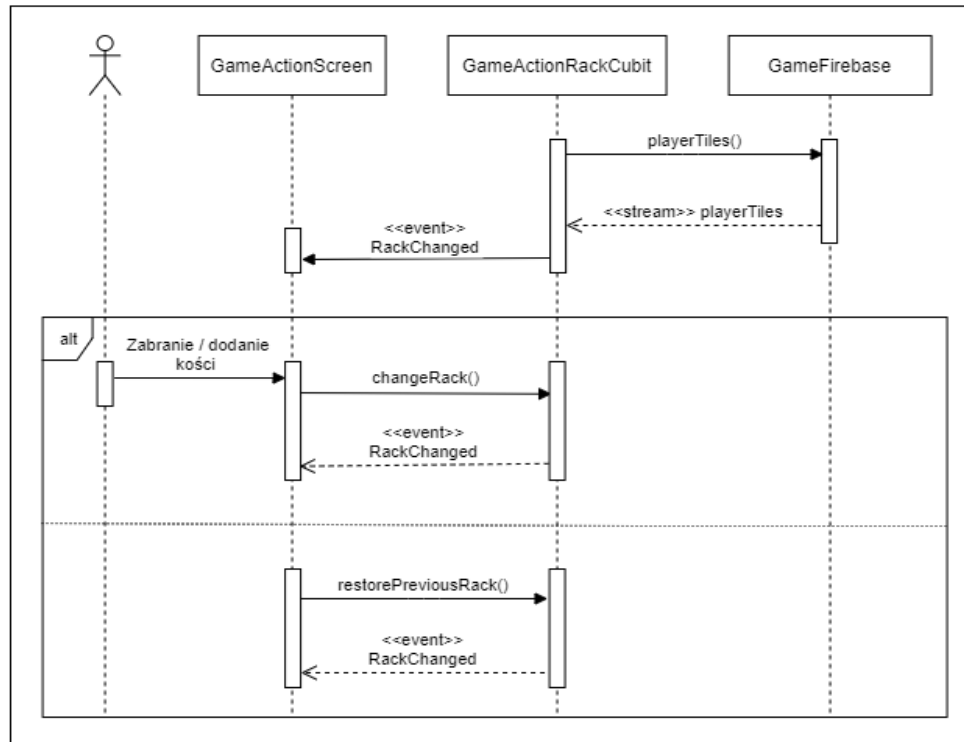 GameActionScreen
GameActionRackCubit
GameFirebase
playerTiles()
<<stream>> playerTiles
<<event>>
RackChanged
alt
Zabranie / dodanie
kości
changeRack()
<<event>>
RackChanged
restorePreviousRack()
<<event>>
RackChanged